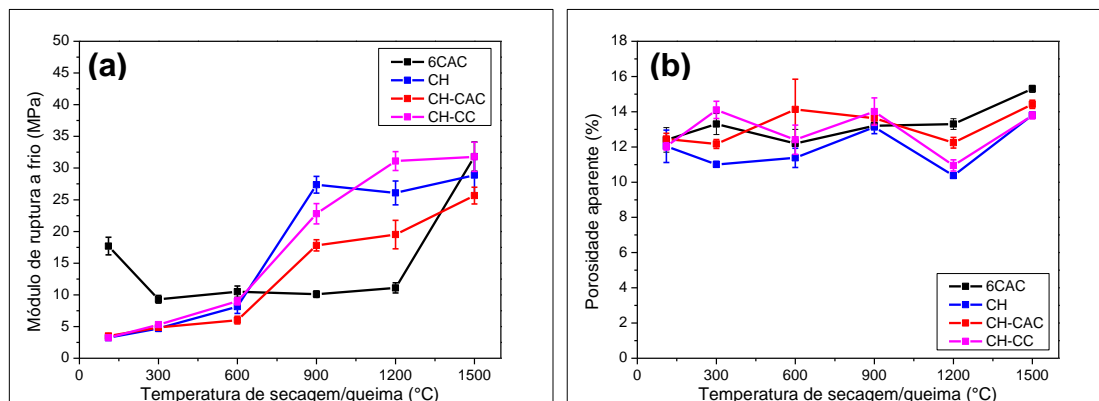 (a)
6CAC
CH
CH-CAC
CH-CC
Módulo de ruptura a frio (MPa)
50
45
40
35
30
25
20
15
10
5
0
0 300 600 900 1200 1500
Temperatura de secagem/queima (°C)
(b)
Porosidade aparente (%)
18
16
14
12
10
8
6
4
2
0
6CAC
CH
CH-CAC
CH-CC
0 300 600 900 1200 1500
Temperatura de secagem/queima (°C)